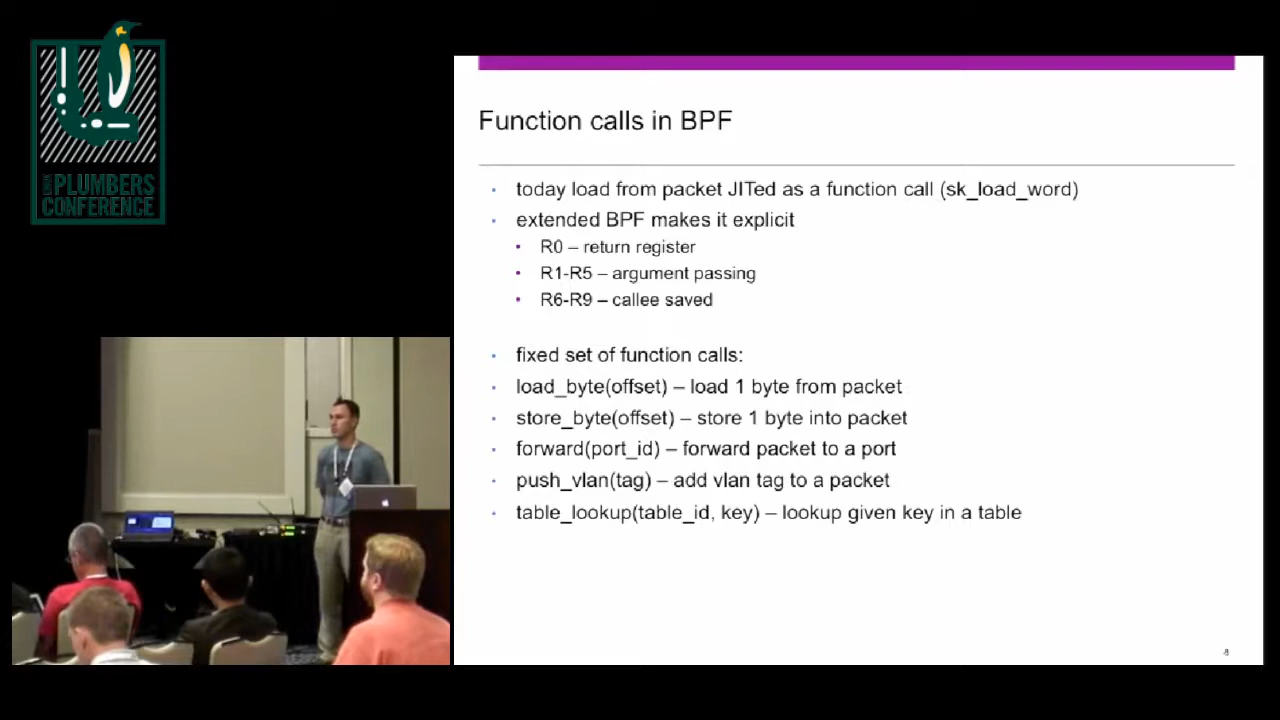 LINUX
PLUMBERS
CONFERENCE
Function calls in BPF
today load from packet JITed as a function call (sk_load_word)
extended BPF makes it explicit
R0 – return register
R1-R5 – argument passing
R6-R9 – callee saved
fixed set of function calls:
load_byte(offset) – load 1 byte from packet
store_byte(offset) – store 1 byte into packet
forward(port_id) – forward packet to a port
push_vlan(tag) – add vlan tag to a packet
table_lookup(table_id, key) – lookup given key in a table
8